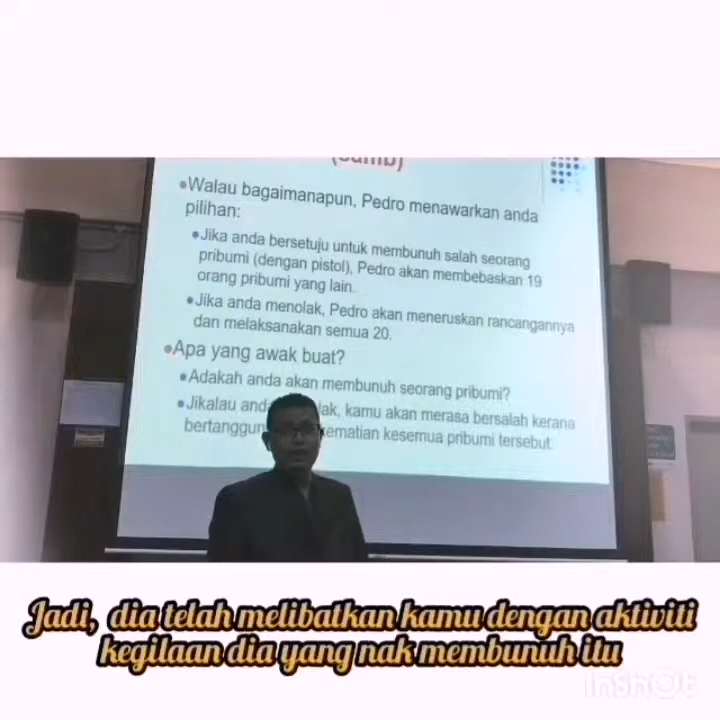 (Samb)
•Walau bagaimanapun, Pedro menawarkan anda
pilihan:
•Jika anda bersetuju untuk membunuh salah seorang
pribumi (dengan pistol), Pedro akan membebaskan 19
orang pribumi yang lain.
•Jika anda menolak, Pedro akan meneruskan rancangannya
dan melaksanakan semua 20.
•Apa yang awak buat?
•Adakah anda akan membunuh seorang pribumi?
•Jikalau anda lak, kamu akan merasa bersalah kerana
bertanggun kematian kesemua pribumi tersebut.
Jadi, dia telah melibatkan kamu dengan aktiviti
kegilaan dia yang nak membunuh itu
InShOt